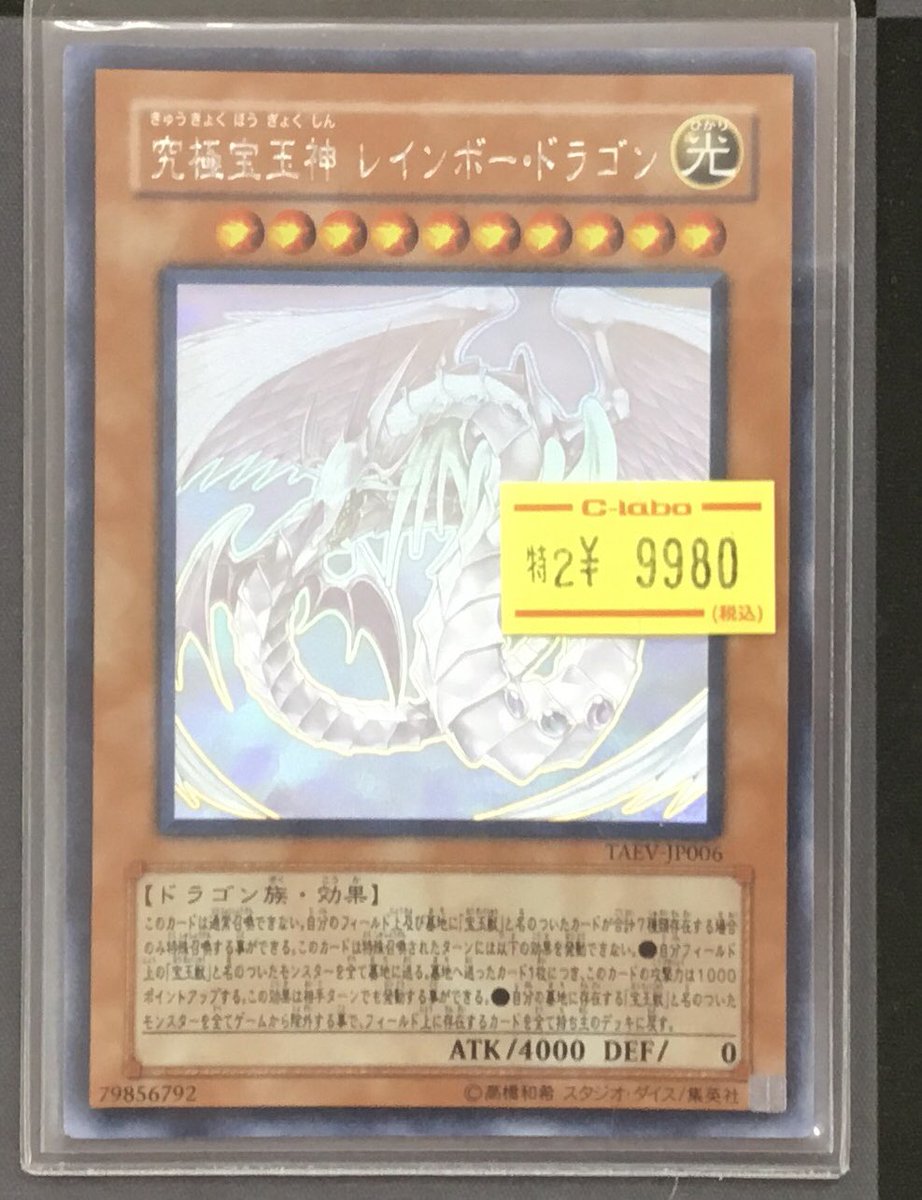 きゅうきょく ほう ぎょく しん
究極宝玉神 レインボー・ドラゴン
ひかり
光
C-labo
特2¥ 9980
(税込)
TAEV-JP006
【ドラゴン族・効果】
このカードは通常召喚できない。自分のフィールド上及び墓地に「宝玉獣」と名のついたカードが合計7種類存在する場合
のみ特殊召喚する事ができる。このカードは特殊召喚されたターンには以下の効果を発動できない。●自分フィールド
上の「宝玉獣」と名のついたモンスターを全て墓地に送る。墓地へ送ったカード1枚につき、このカードの攻撃力は1000
ポイントアップする。この効果は相手ターンでも発動する事ができる。●自分の墓地に存在する「宝玉獣」と名のついた
モンスターを全てゲームから除外する事で、フィールド上に存在するカードを全て持ち主のデッキに戻す。
ATK/4000 DEF/ 0
79856792
©高橋和希 スタジオ・ダイス/集英社